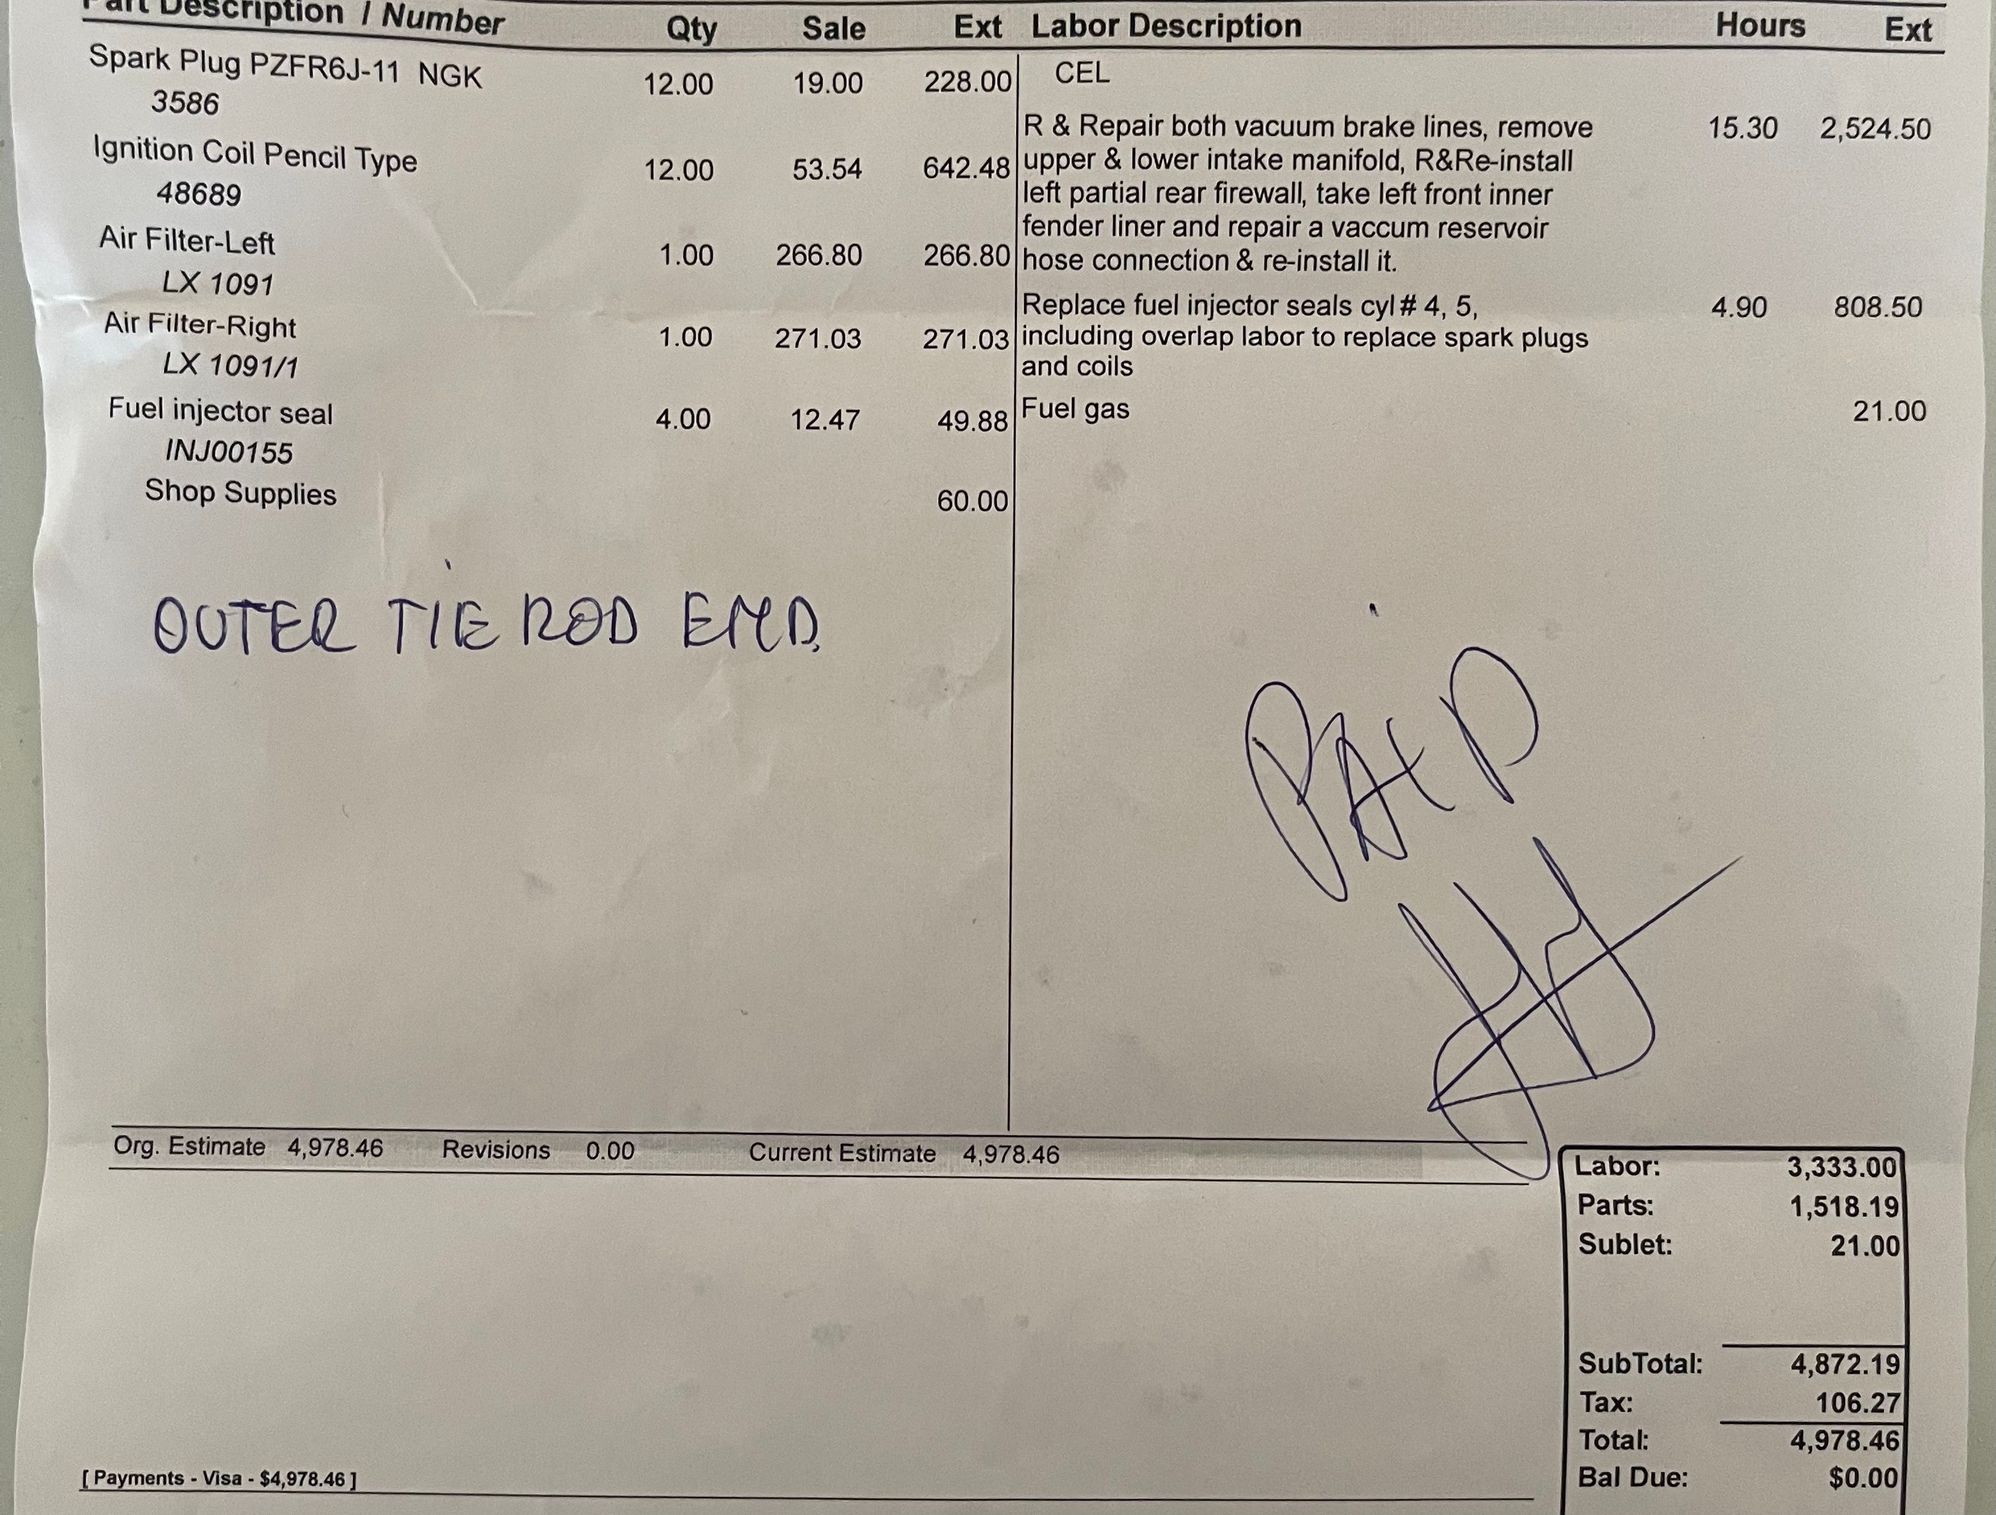 Part Description / Number Qty Sale Ext Labor Description Hours Ext
Spark Plug PZFR6J-11 NGK 12.00 19.00 228.00
3586
Ignition Coil Pencil Type 12.00 53.54 642.48
48689
Air Filter-Left 1.00 266.80 266.80
LX 1091
Air Filter-Right 1.00 271.03 271.03
LX 1091/1
Fuel injector seal 4.00 12.47 49.88
INJ00155
Shop Supplies 60.00
OUTER TIE ROD END.
CEL
R & Repair both vacuum brake lines, remove 15.30 2,524.50
upper & lower intake manifold, R&Re-install
left partial rear firewall, take left front inner
fender liner and repair a vaccum reservoir
hose connection & re-install it.
Replace fuel injector seals cyl # 4, 5, 4.90 808.50
including overlap labor to replace spark plugs
and coils
Fuel gas 21.00
PAID
Org. Estimate 4,978.46 Revisions 0.00 Current Estimate 4,978.46
Labor: 3,333.00
Parts: 1,518.19
Sublet: 21.00
SubTotal: 4,872.19
Tax: 106.27
Total: 4,978.46
Bal Due: $0.00
[ Payments - Visa - $4,978.46 ]